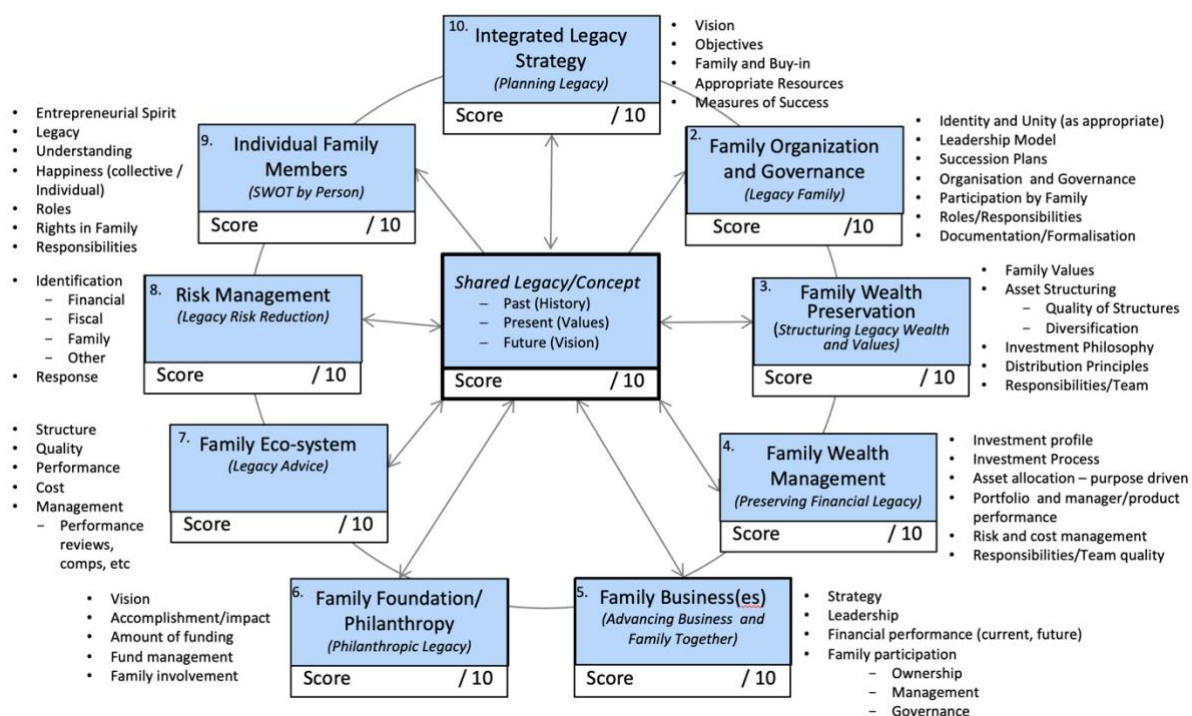 10.
Integrated Legacy
Strategy
(Planning Legacy)
Score / 10
• Vision
• Objectives
• Family and Buy-in
• Appropriate Resources
• Measures of Success
2.
Family Organization
and Governance
(Legacy Family)
Score /10
• Identity and Unity (as appropriate)
• Leadership Model
• Succession Plans
• Organisation and Governance
• Participation by Family
• Roles/Responsibilities
• Documentation/Formalisation
3.
Family Wealth
Preservation
(Structuring Legacy Wealth
and Values)
Score / 10
• Family Values
• Asset Structuring
– Quality of Structures
– Diversification
• Investment Philosophy
• Distribution Principles
• Responsibilities/Team
4.
Family Wealth
Management
(Preserving Financial Legacy)
Score / 10
• Investment profile
• Investment Process
• Asset allocation – purpose driven
• Portfolio and manager/product
performance
• Risk and cost management
• Responsibilities/Team quality
5.
Family Business(es)
(Advancing Business and
Family Together)
Score / 10
• Strategy
• Leadership
• Financial performance (current, future)
• Family participation
– Ownership
– Management
– Governance
6.
Family Foundation/
Philanthropy
(Philanthropic Legacy)
Score / 10
• Vision
• Accomplishment/impact
• Amount of funding
• Fund management
• Family involvement
7.
Family Eco-system
(Legacy Advice)
Score / 10
• Structure
• Quality
• Performance
• Cost
• Management
– Performance
reviews,
comps, etc
8.
Risk Management
(Legacy Risk Reduction)
Score / 10
• Identification
– Financial
– Fiscal
– Family
– Other
• Response
9.
Individual Family
Members
(SWOT by Person)
Score / 10
• Entrepreneurial Spirit
• Legacy
• Understanding
• Happiness (collective /
Individual)
• Roles
• Rights in Family
• Responsibilities
Shared Legacy/Concept
– Past (History)
– Present (Values)
– Future (Vision)
Score / 10